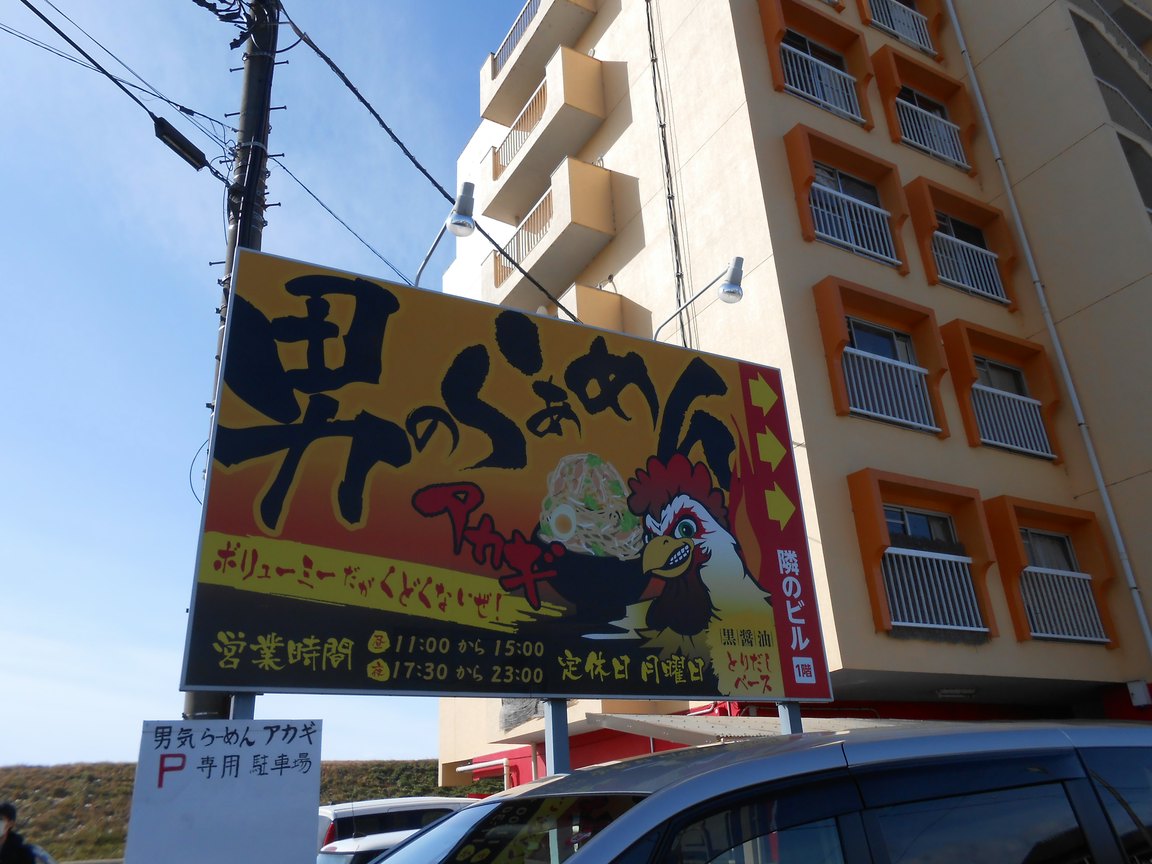 男のらぁめん
アカギ
ボリューミーだがくどくないぜ!
営業時間 昼 11:00 から 15:00
夜 17:30 から 23:00
定休日 月曜日
黒醤油
とりだし
ベース
隣のビル
1階
男気らーめん アカギ
P 専用 駐車場